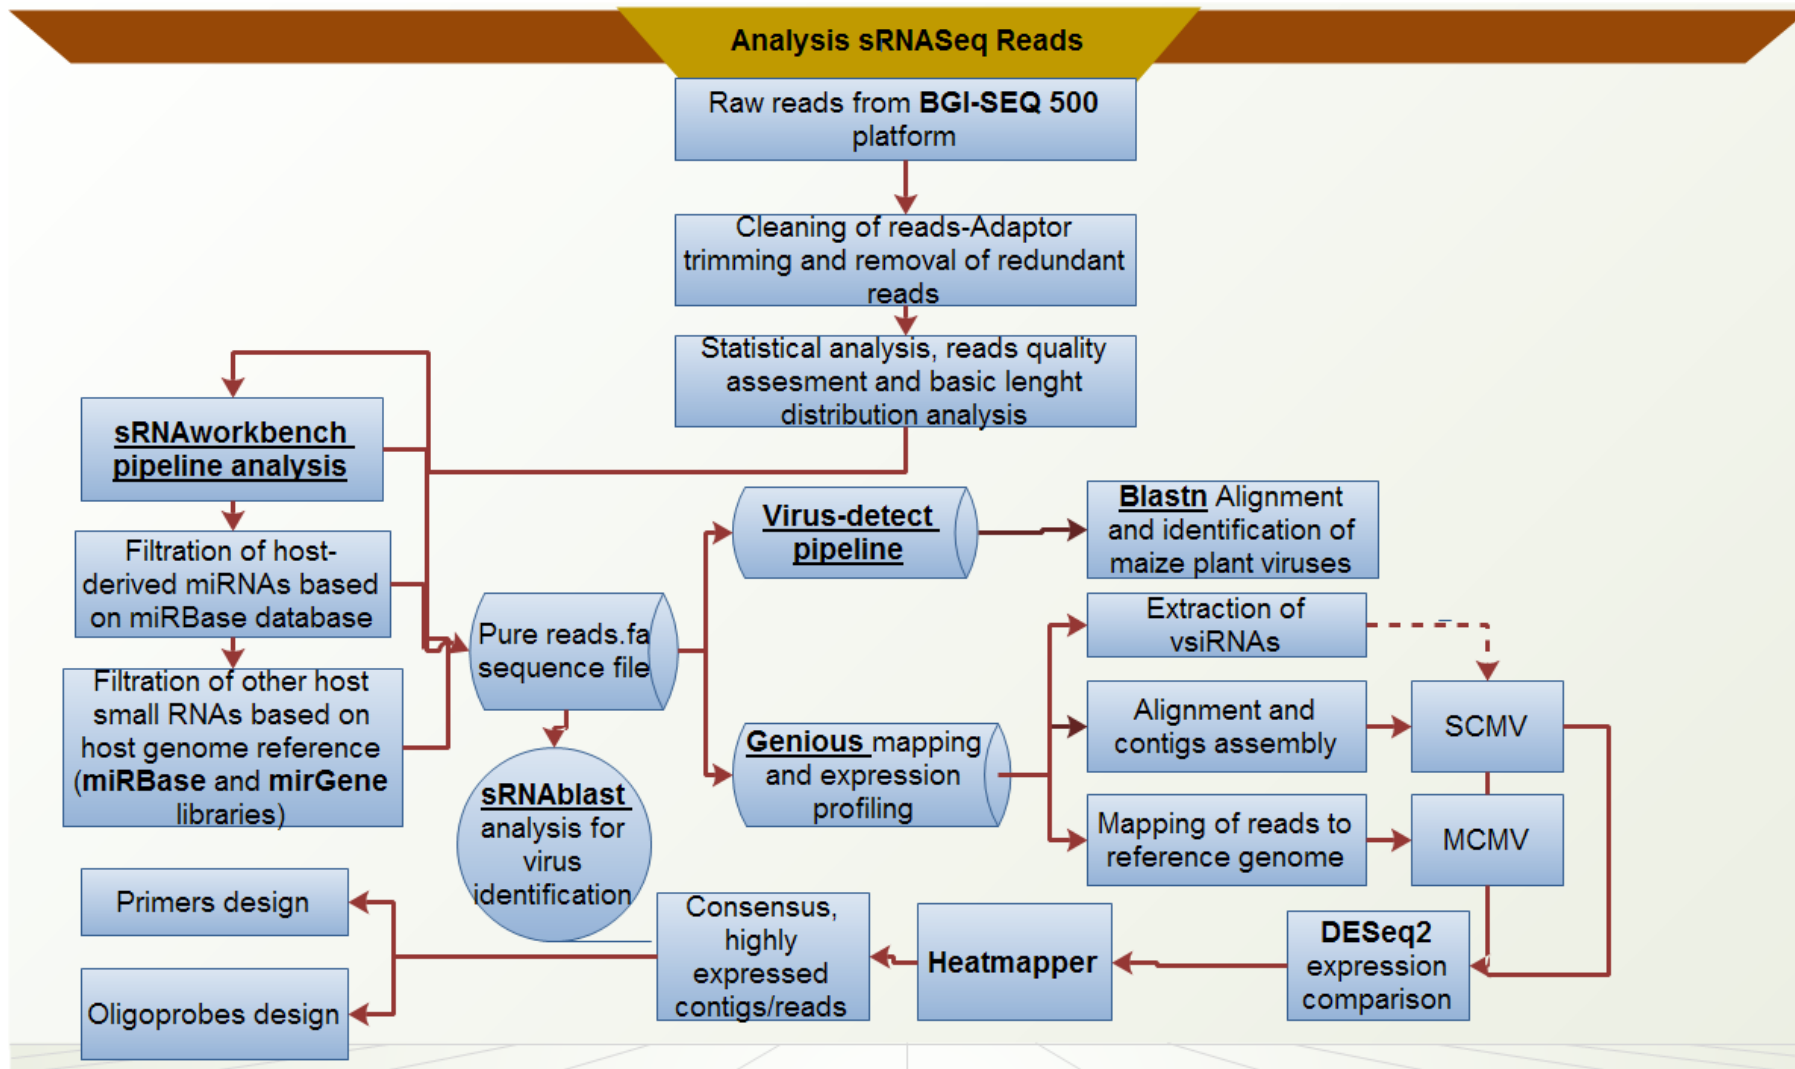 Analysis sRNASeq Reads
Raw reads from BGI-SEQ 500
platform
Cleaning of reads-Adaptor
trimming and removal of redundant
reads
Statistical analysis, reads quality
assesment and basic lenght
distribution analysis
sRNAworkbench
pipeline analysis
Filtration of host-
derived miRNAs based
on miRBase database
Filtration of other host
small RNAs based on
host genome reference
(miRBase and mirGene
libraries)
Pure reads.fa
sequence file
sRNAblast
analysis for
virus
identification
Virus-detect
pipeline
Blastn Alignment
and identification of
maize plant viruses
Genious mapping
and expression
profiling
Extraction of
vsiRNAs
Alignment and
contigs assembly
Mapping of reads to
reference genome
SCMV
MCMV
DESeq2
expression
comparison
Heatmapper
Consensus,
highly
expressed
contigs/reads
Primers design
Oligoprobes design